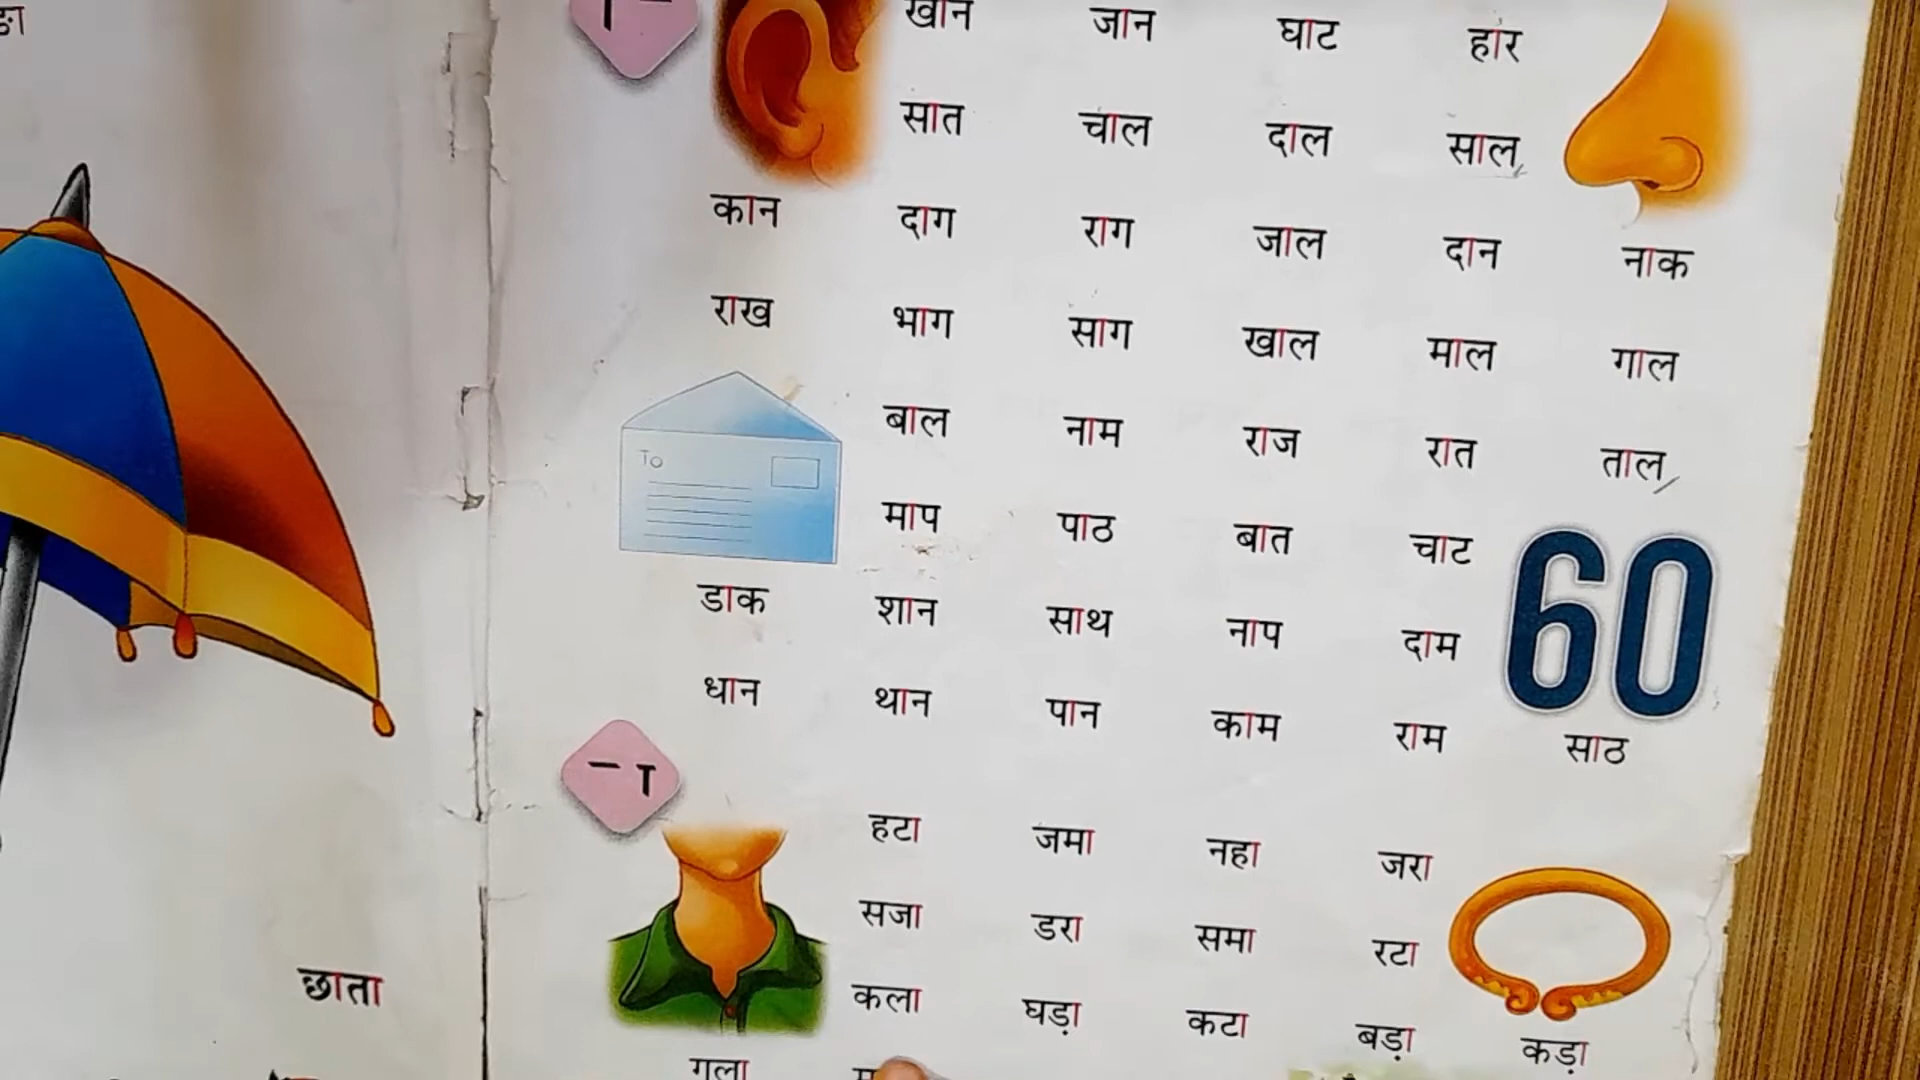 छाता
खान जान घाट हार
सात चाल दाल साल
कान दाग राग जाल दान नाक
राख भाग साग खाल माल गाल
To
बाल नाम राज रात ताल
माप पाठ बात चाट
60
डाक शान साथ नाप दाम
धान थान पान काम राम साठ
हटा जमा नहा जरा
सजा डरा समा रटा
कला घड़ा कटा बड़ा कड़ा
गला